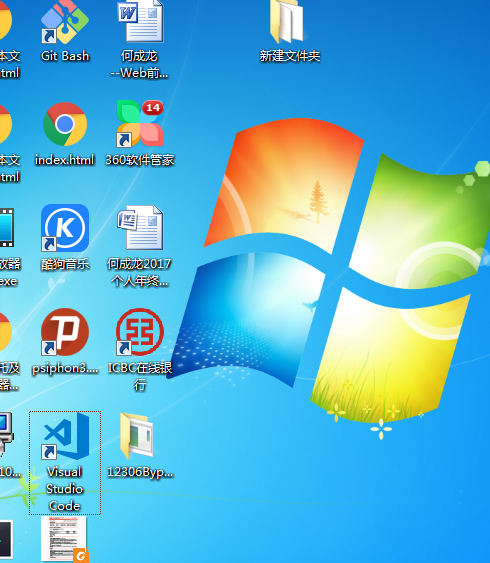 本文
tml
Git Bash
何成龙
--Web前...
新建文件夹
本文
tml
index.html
14
360软件管家
放器
exe
K
酷狗音乐
何成龙2017
个人年终...
托及
器...
psiphon3....
ICBC在线银
行
10...
Visual
Studio
Code
12306Byp...